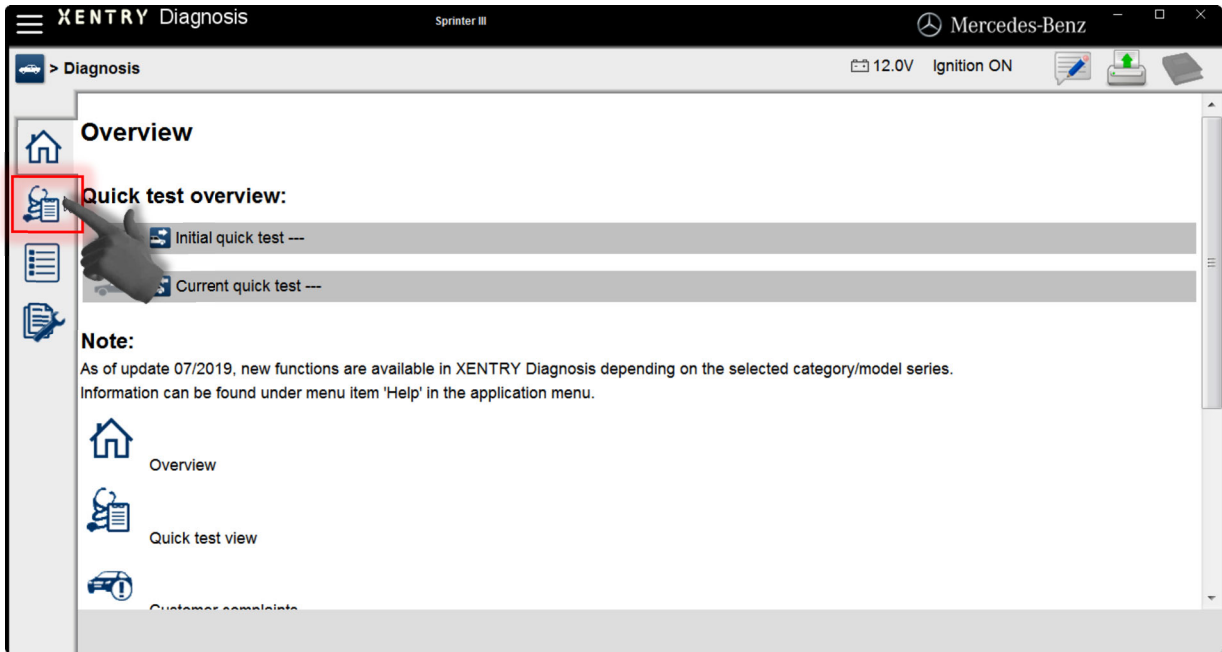 XENTRY Diagnosis
Sprinter III
Mercedes-Benz
> Diagnosis
12.0V
Ignition ON
Overview
Quick test overview:
Initial quick test ---
Current quick test ---
Note:
As of update 07/2019, new functions are available in XENTRY Diagnosis depending on the selected category/model series.
Information can be found under menu item 'Help' in the application menu.
Overview
Quick test view
Customer complaints